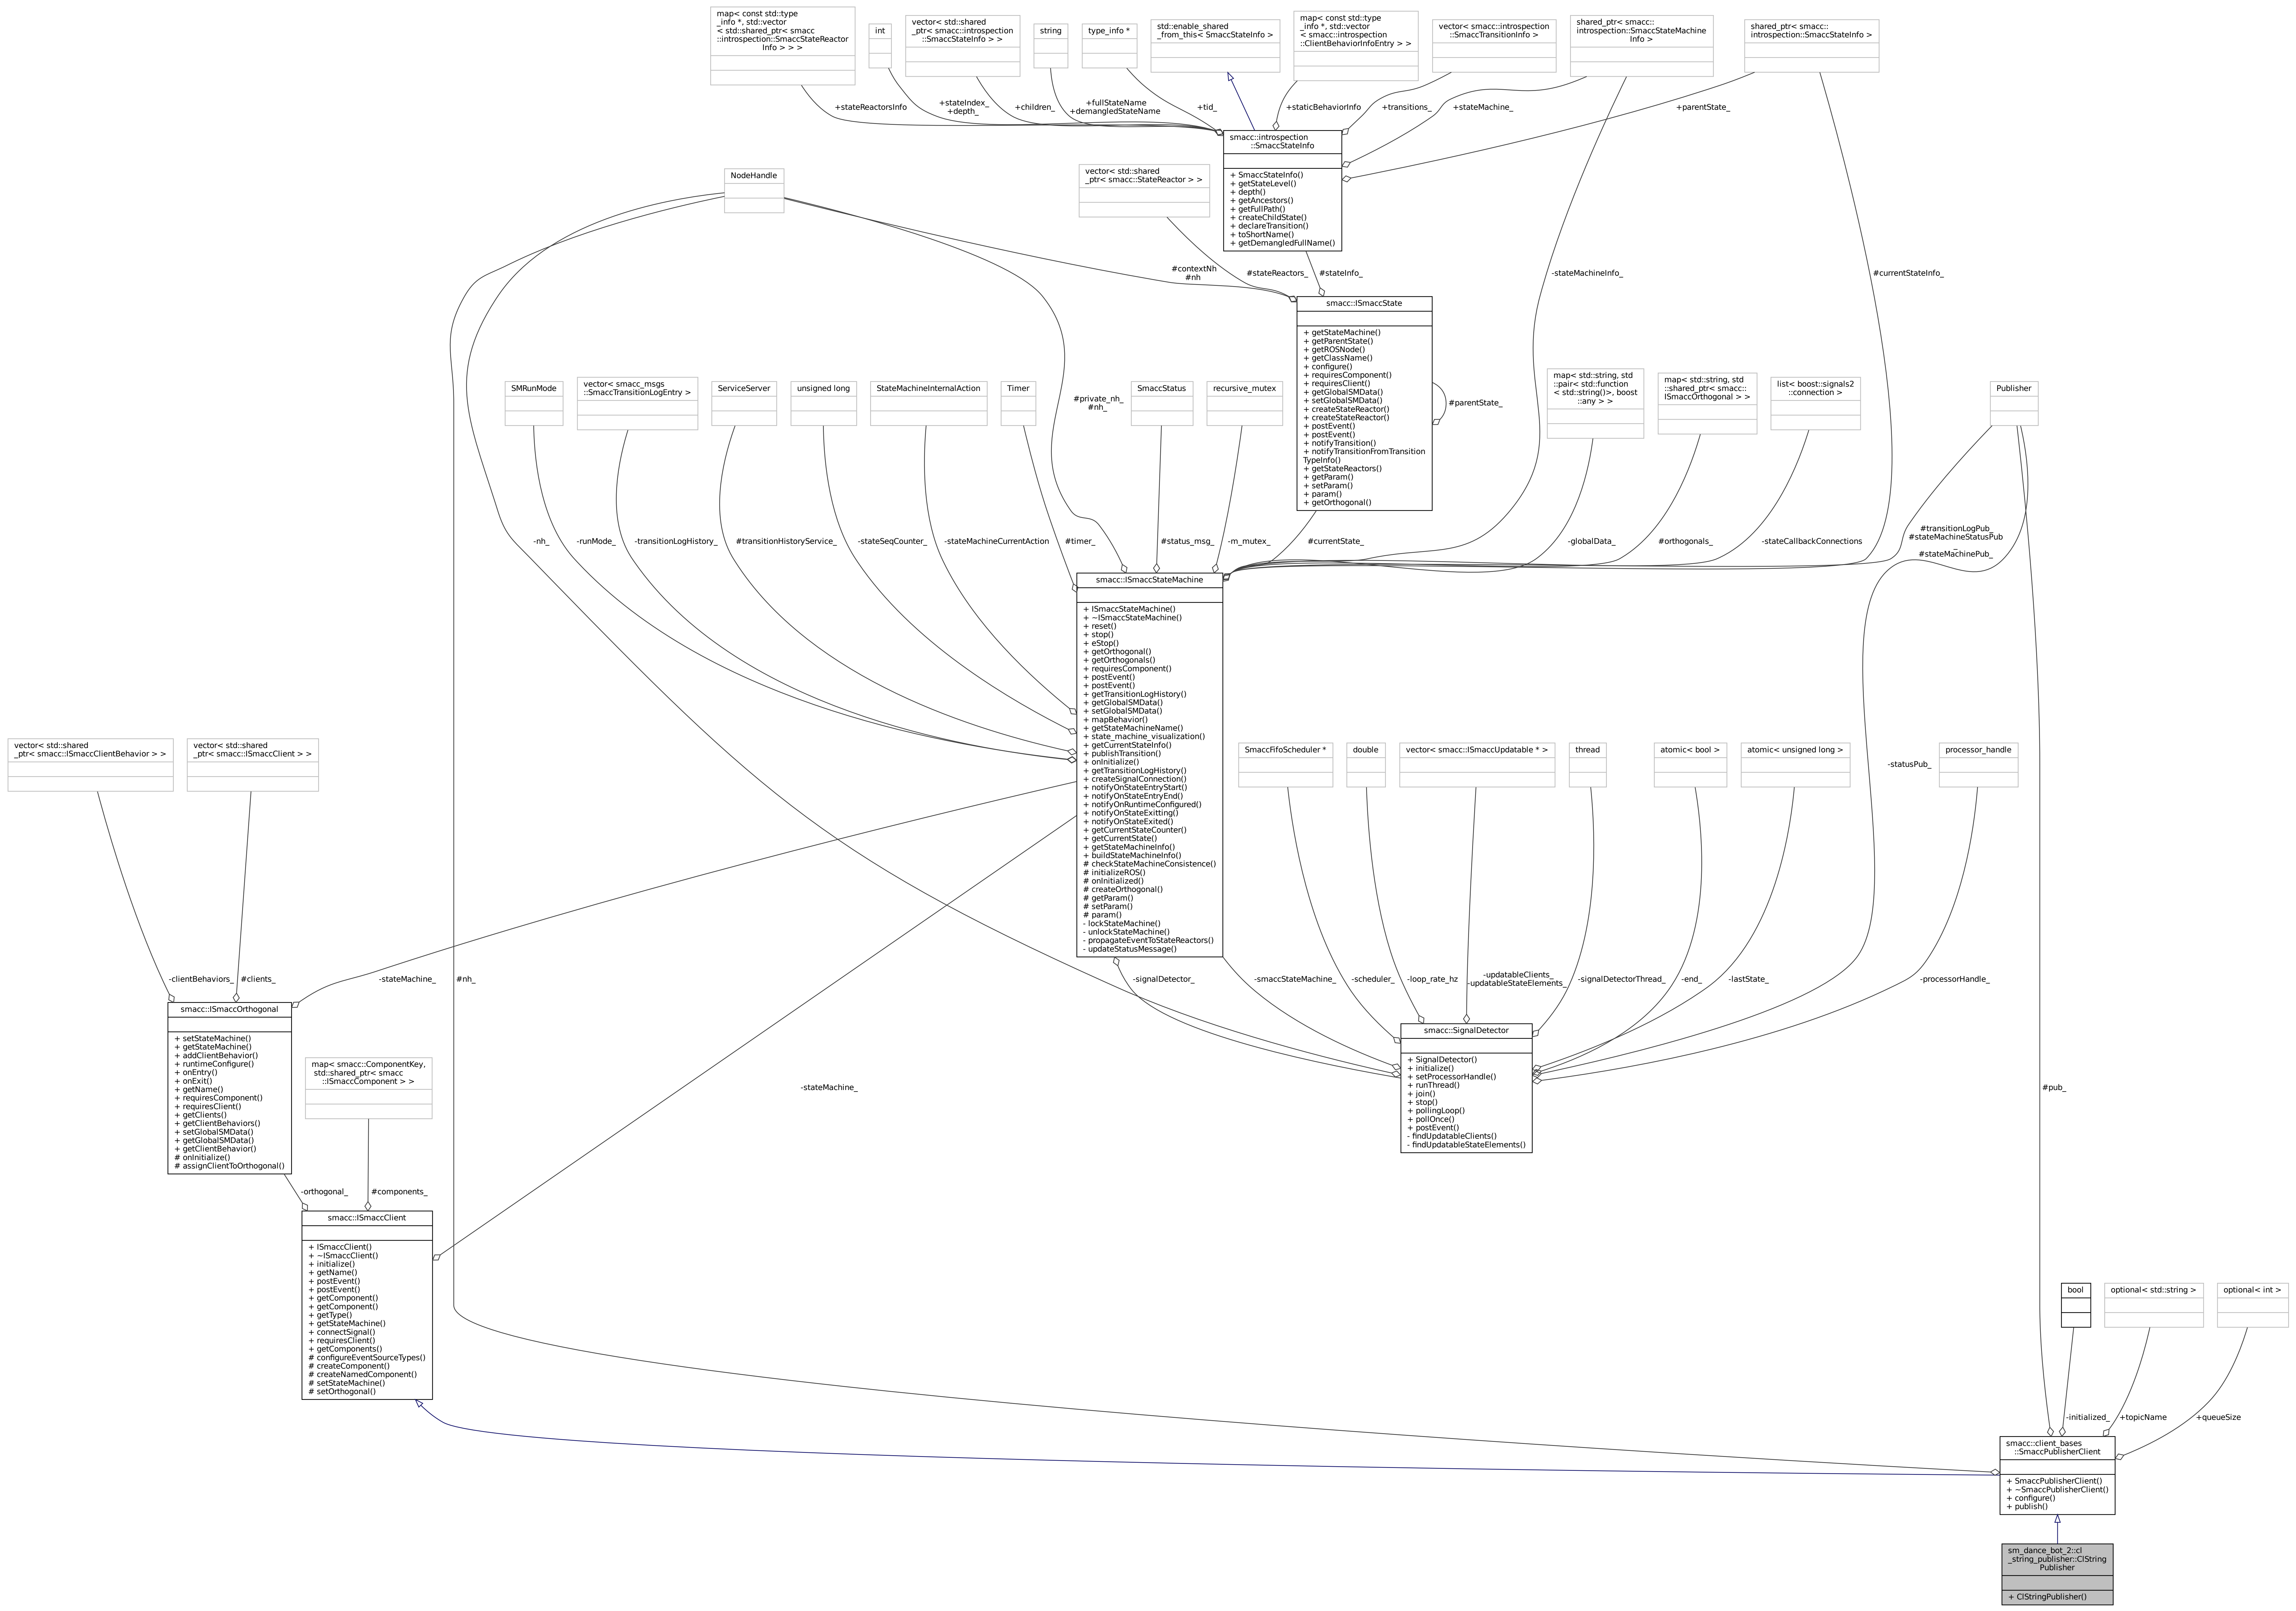 map< const std::type
_info *, std::vector
< std::shared_ptr< smacc
::introspection::SmaccStateReactor
Info > > >
int
vector< std::shared
_ptr< smacc::introspection
::SmaccStateInfo > >
string
type_info *
std::enable_shared
_from_this< SmaccStateInfo >
map< const std::type
_info *, std::vector
< smacc::introspection
::ClientBehaviorInfoEntry > >
vector< smacc::introspection
::SmaccTransitionInfo >
shared_ptr< smacc::
introspection::SmaccStateMachine
Info >
shared_ptr< smacc::
introspection::SmaccStateInfo >
+stateReactorsInfo
+stateIndex_
+depth_
+children_
+fullStateName
+demangledStateName
+tid_
+staticBehaviorInfo
+transitions_
+stateMachine_
+parentState_
smacc::introspection
::SmaccStateInfo
+ SmaccStateInfo()
+ getStateLevel()
+ depth()
+ getAncestors()
+ getFullPath()
+ createChildState()
+ declareTransition()
+ toShortName()
+ getDemangledFullName()
NodeHandle
vector< std::shared
_ptr< smacc::StateReactor > >
#contextNh
#nh
#stateReactors_
#stateInfo_
-stateMachineInfo_
#currentStateInfo_
smacc::ISmaccState
+ getStateMachine()
+ getParentState()
+ getROSNode()
+ getClassName()
+ configure()
+ requiresComponent()
+ requiresClient()
+ getGlobalSMData()
+ setGlobalSMData()
+ createStateReactor()
+ createStateReactor()
+ postEvent()
+ postEvent()
+ notifyTransition()
+ notifyTransitionFromTransition
TypeInfo()
+ getStateReactors()
+ getParam()
+ setParam()
+ param()
+ getOrthogonal()
#parentState_
SMRunMode
vector< smacc_msgs
::SmaccTransitionLogEntry >
ServiceServer
unsigned long
StateMachineInternalAction
Timer
#private_nh_
#nh_
SmaccStatus
recursive_mutex
map< std::string, std
::pair< std::function
< std::string()>, boost
::any > >
map< std::string, std
::shared_ptr< smacc::
ISmaccOrthogonal > >
list< boost::signals2
::connection >
Publisher
-nh_
-runMode_
-transitionLogHistory_
#transitionHistoryService_
-stateSeqCounter_
-stateMachineCurrentAction
#timer_
#status_msg_
-m_mutex_
#currentState_
-globalData_
#orthogonals_
-stateCallbackConnections
#transitionLogPub_
#stateMachineStatusPub
_
#stateMachinePub_
smacc::ISmaccStateMachine
+ ISmaccStateMachine()
+ ~ISmaccStateMachine()
+ reset()
+ stop()
+ eStop()
+ getOrthogonal()
+ getOrthogonals()
+ requiresComponent()
+ postEvent()
+ postEvent()
+ getTransitionLogHistory()
+ getGlobalSMData()
+ setGlobalSMData()
+ mapBehavior()
+ getStateMachineName()
+ state_machine_visualization()
+ getCurrentStateInfo()
+ publishTransition()
+ onInitialize()
+ getTransitionLogHistory()
+ createSignalConnection()
+ notifyOnStateEntryStart()
+ notifyOnStateEntryEnd()
+ notifyOnRuntimeConfigured()
+ notifyOnStateExitting()
+ notifyOnStateExited()
+ getCurrentStateCounter()
+ getCurrentState()
+ getStateMachineInfo()
+ buildStateMachineInfo()
# checkStateMachineConsistence()
# initializeROS()
# onInitialized()
# createOrthogonal()
# getParam()
# setParam()
# param()
- lockStateMachine()
- unlockStateMachine()
- propagateEventToStateReactors()
- updateStatusMessage()
vector< std::shared
_ptr< smacc::ISmaccClientBehavior > >
vector< std::shared
_ptr< smacc::ISmaccClient > >
SmaccFifoScheduler *
double
vector< smacc::ISmaccUpdatable * >
thread
atomic< bool >
atomic< unsigned long >
-statusPub_
processor_handle
-clientBehaviors_
#clients_
-stateMachine_
#nh_
-signalDetector_
-smaccStateMachine_
-scheduler_
-loop_rate_hz
-updatableClients_
-updatableStateElements_
-signalDetectorThread_
-end_
-lastState_
-processorHandle_
smacc::ISmaccOrthogonal
+ setStateMachine()
+ getStateMachine()
+ addClientBehavior()
+ runtimeConfigure()
+ onEntry()
+ onExit()
+ getName()
+ requiresComponent()
+ requiresClient()
+ getClients()
+ getClientBehaviors()
+ setGlobalSMData()
+ getGlobalSMData()
+ getClientBehavior()
# onInitialize()
# assignClientToOrthogonal()
map< smacc::ComponentKey,
std::shared_ptr< smacc
::ISmaccComponent > >
-stateMachine_
smacc::SignalDetector
+ SignalDetector()
+ initialize()
+ setProcessorHandle()
+ runThread()
+ join()
+ stop()
+ pollingLoop()
+ pollOnce()
+ postEvent()
- findUpdatableClients()
- findUpdatableStateElements()
#pub_
-orthogonal_
#components_
smacc::ISmaccClient
+ ISmaccClient()
+ ~ISmaccClient()
+ initialize()
+ getName()
+ postEvent()
+ postEvent()
+ getComponent()
+ getComponent()
+ getType()
+ getStateMachine()
+ connectSignal()
+ requiresClient()
+ getComponents()
# configureEventSourceTypes()
# createComponent()
# createNamedComponent()
# setStateMachine()
# setOrthogonal()
bool
optional< std::string >
optional< int >
-initialized_
+topicName
+queueSize
smacc::client_bases
::SmaccPublisherClient
+ SmaccPublisherClient()
+ ~SmaccPublisherClient()
+ configure()
+ publish()
sm_dance_bot_2::cl
_string_publisher::ClString
Publisher
+ ClStringPublisher()